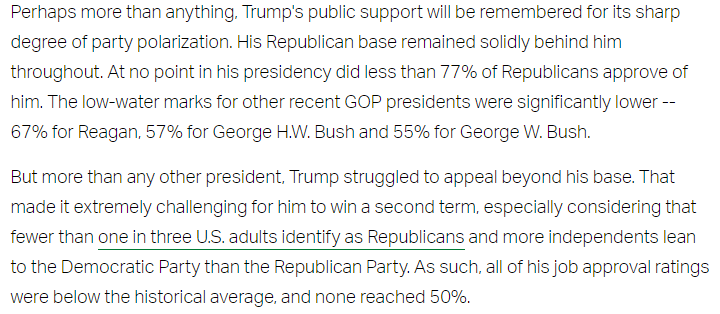 Perhaps more than anything, Trump's public support will be remembered for its sharp
degree of party polarization. His Republican base remained solidly behind him
throughout. At no point in his presidency did less than 77% of Republicans approve of
him. The low-water marks for other recent GOP presidents were significantly lower --
67% for Reagan, 57% for George H.W. Bush and 55% for George W. Bush.
But more than any other president, Trump struggled to appeal beyond his base. That
made it extremely challenging for him to win a second term, especially considering that
fewer than one in three U.S. adults identify as Republicans and more independents lean
to the Democratic Party than the Republican Party. As such, all of his job approval ratings
were below the historical average, and none reached 50%.